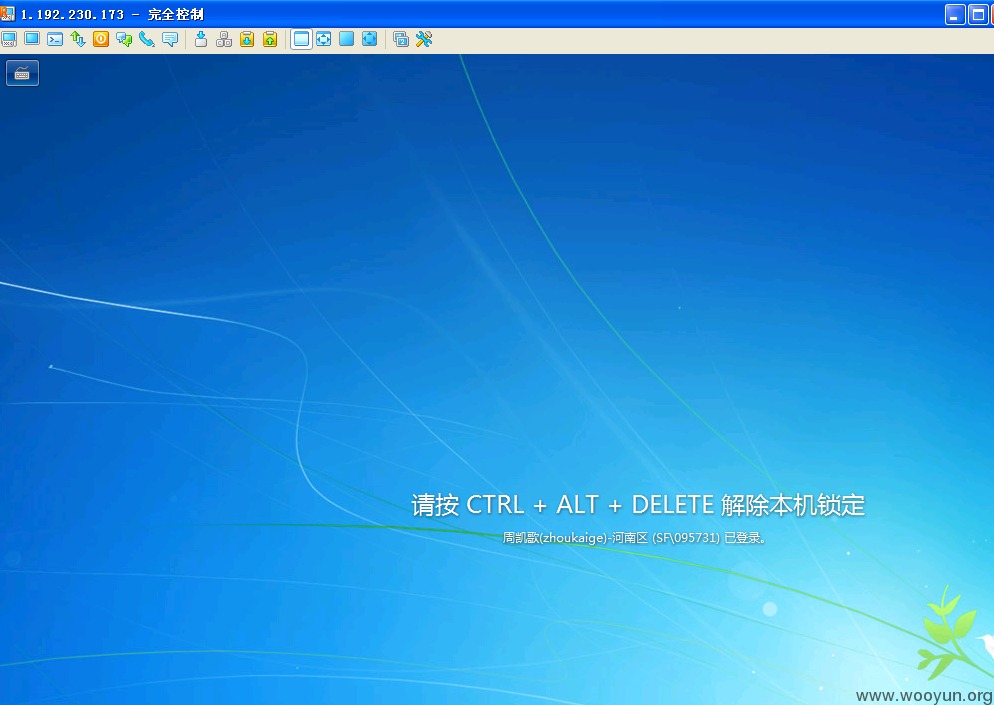 1.192.230.173 - 完全控制
请按 CTRL + ALT + DELETE 解除本机锁定
周凯歌(zhoukaige)-河南区 (SF\095731) 已登录。
www.wooyun.org